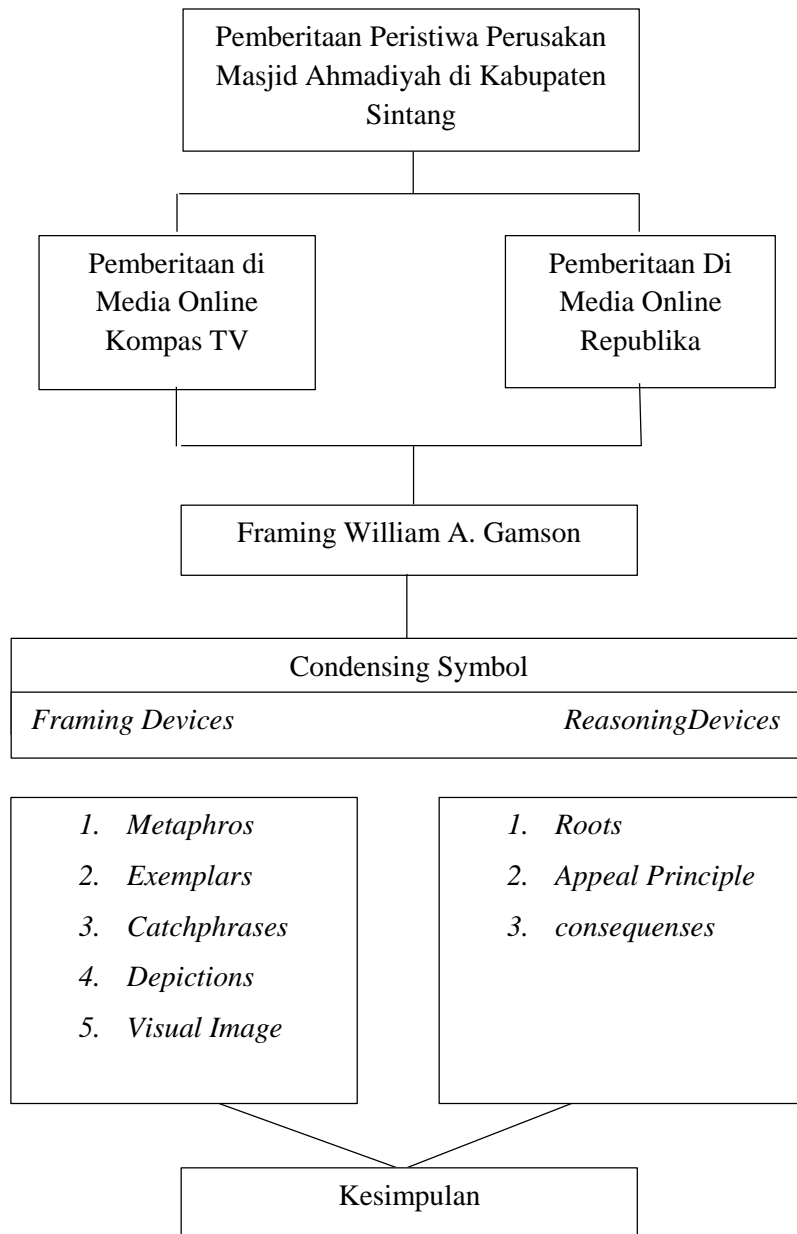 Pemberitaan Peristiwa Perusakan
Masjid Ahmadiyah di Kabupaten
Sintang
Pemberitaan di
Media Online
Kompas TV
Pemberitaan Di
Media Online
Republika
Framing William A. Gamson
Condensing Symbol
Framing Devices
ReasoningDevices
1. Metaphros
2. Exemplars
3. Catchphrases
4. Depictions
5. Visual Image
1. Roots
2. Appeal Principle
3. consequenses
Kesimpulan